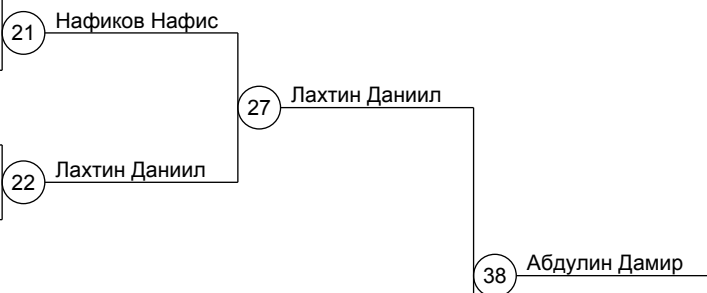 21 Нафиков Нафис
27 Лахтин Даниил
22 Лахтин Даниил
38 Абдулин Дамир